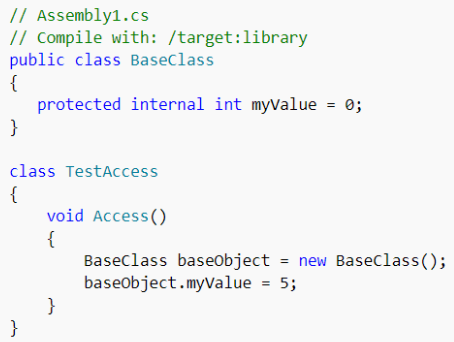 // Assembly1.cs
// Compile with: /target:library
public class BaseClass
{
   protected internal int myValue = 0;
}

class TestAccess
{
    void Access()
    {
        BaseClass baseObject = new BaseClass();
        baseObject.myValue = 5;
    }
}